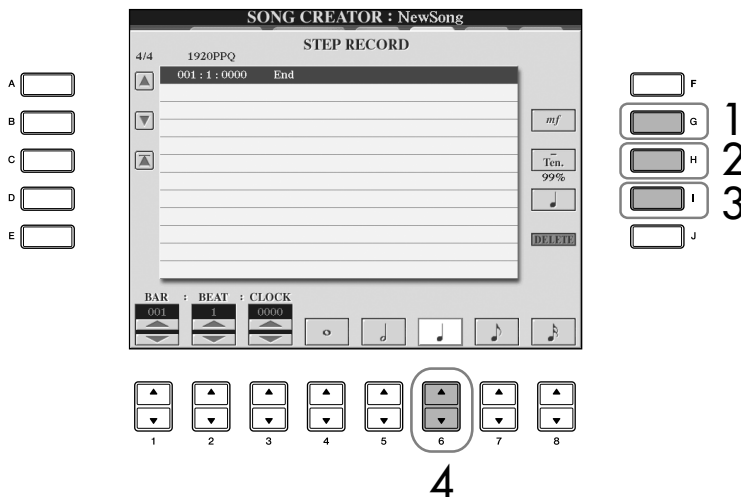 SONG CREATOR : NewSong
STEP RECORD
4/4 1920PPQ
001 : 1 : 0000 End
A
B
C
D
E
mf
Ten.
99%
DELETE
F
G 1
H 2
I 3
J
BAR : BEAT : CLOCK
001 1 0000
1 2 3 4 5 6 7 8
4